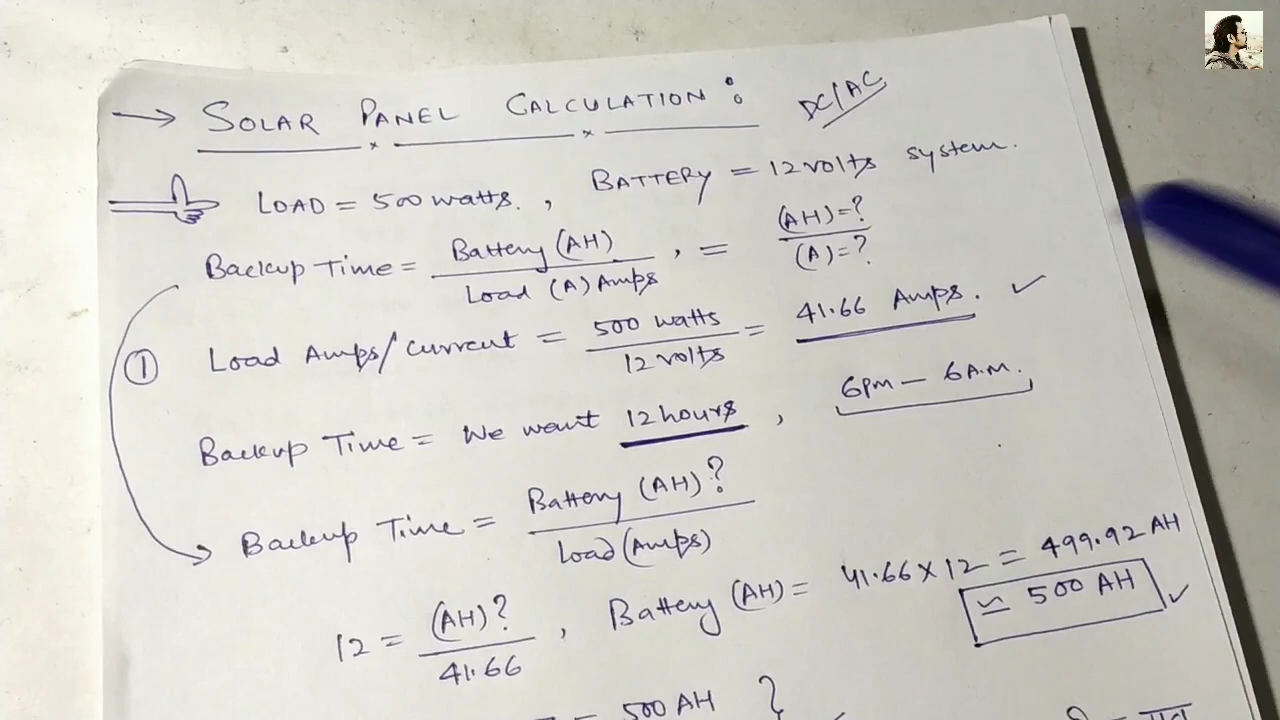 → SOLAR PANEL CALCULATION: DC/AC
LOAD = 500 watts. , BATTERY = 12 volts system.
Backup Time = Battery (AH) / Load (A) Amps , = (AH)=? / (A)=?
① Load Amps/current = 500 watts / 12 volts = 41.66 Amps. ✓
Backup Time = We want 12 hours , 6pm — 6A.M.
Backup Time = Battery (AH)? / Load (Amps)
12 = (AH)? / 41.66 , Battery (AH) = 41.66 × 12 = 499.92 AH
≃ 500 AH ✓
= 500 AH }